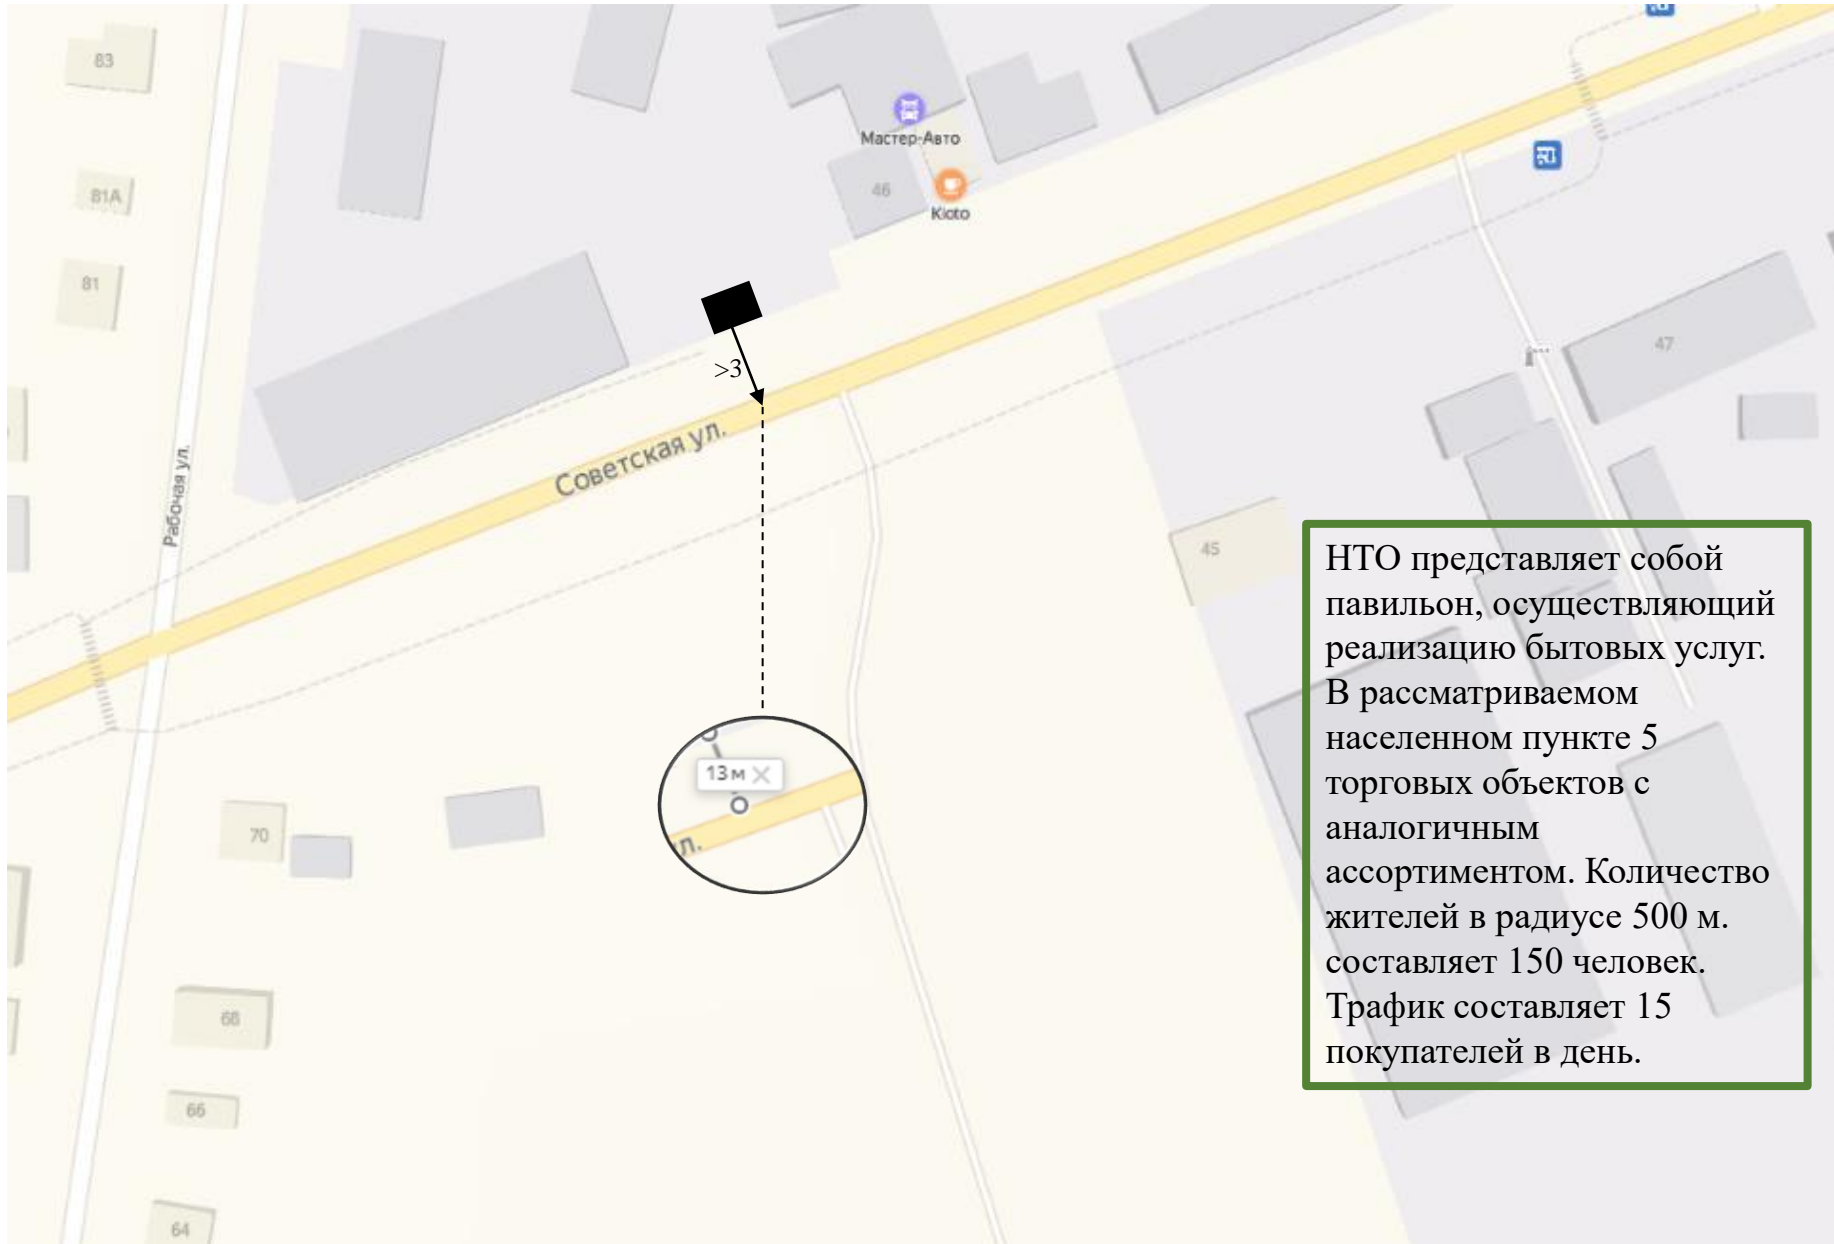 83
Мастер-Авто
81А
46
Kioto
81
47
>3
Советская ул.
Рабочая ул.
45
НТО представляет собой
павильон, осуществляющий
реализацию бытовых услуг.
В рассматриваемом
населенном пункте 5
торговых объектов с
аналогичным
ассортиментом. Количество
жителей в радиусе 500 м.
составляет 150 человек.
Трафик составляет 15
покупателей в день.
13 м
ул.
70
68
66
64